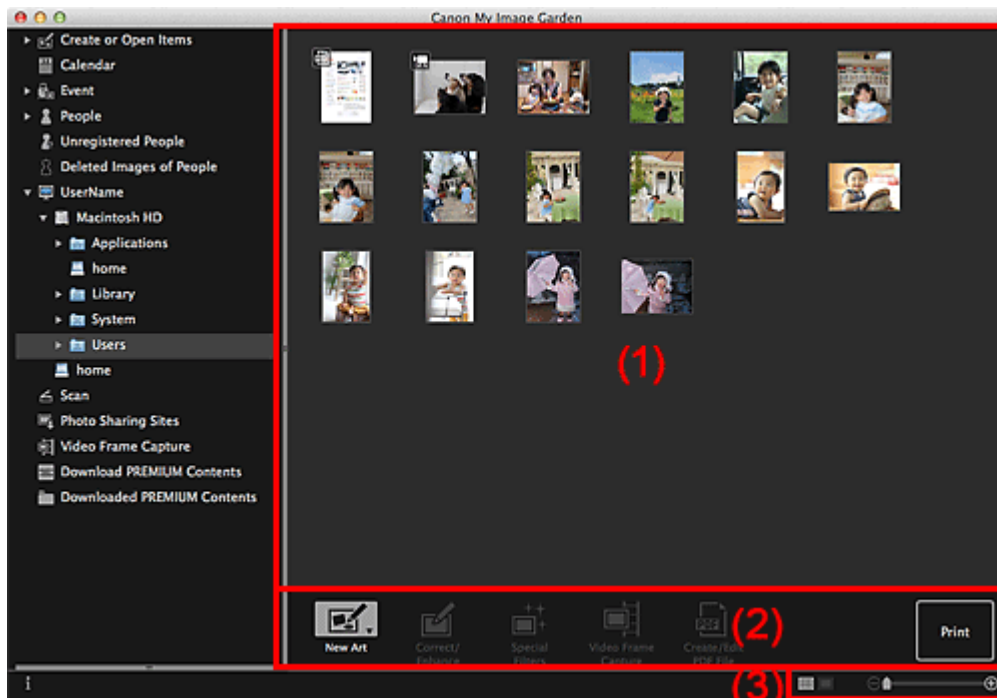 Canon My Image Garden
Create or Open Items
Calendar
Event
People
Unregistered People
Deleted Images of People
UserName
Macintosh HD
Applications
home
Library
System
Users
home
Scan
Photo Sharing Sites
Video Frame Capture
Download PREMIUM Contents
Downloaded PREMIUM Contents
(1)
New Art
Correct/
Enhance
Special
Filters
Video Frame
Capture
Create/Edit
PDF File
(2)
Print
(3)